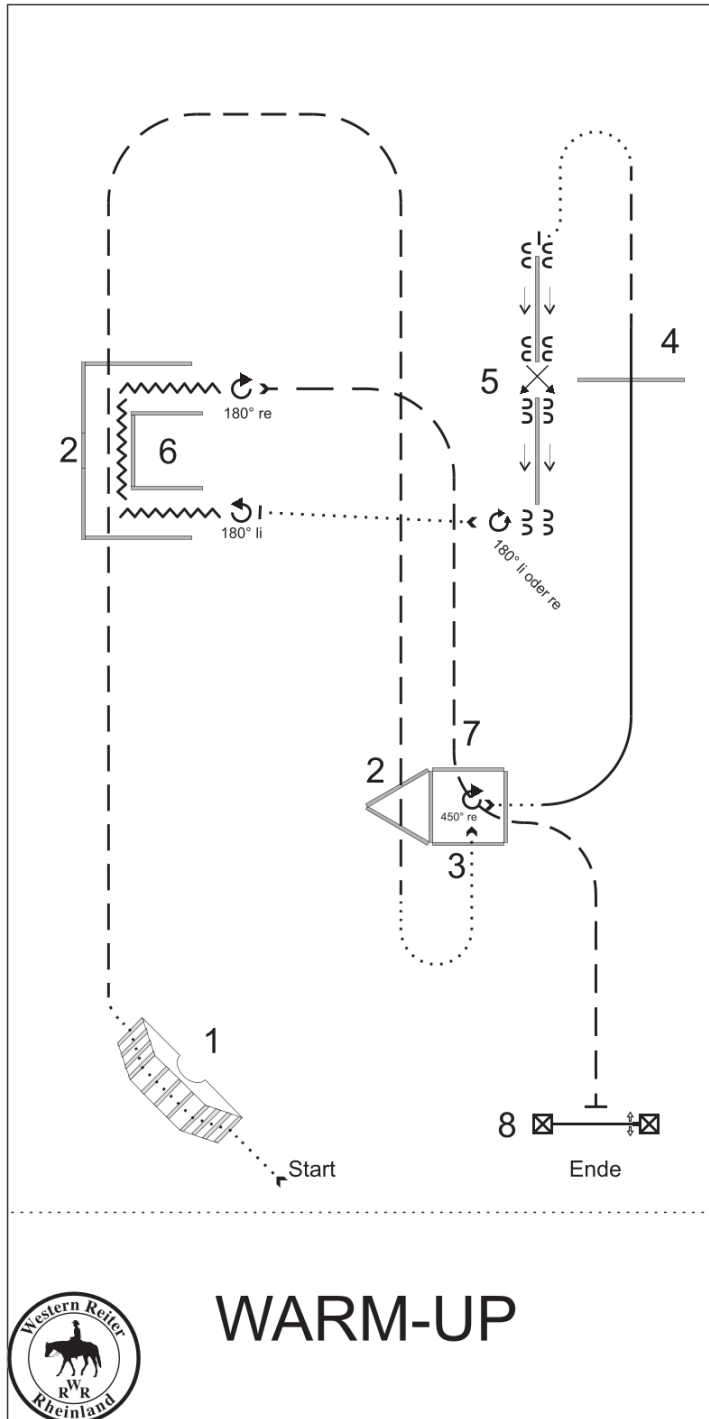 4
5
180° re
2
6
180° li
180° li oder re
7
2
450° re
3
1
8
Start
Ende
WARM-UP
Western Reiter
RWR
Rheinland